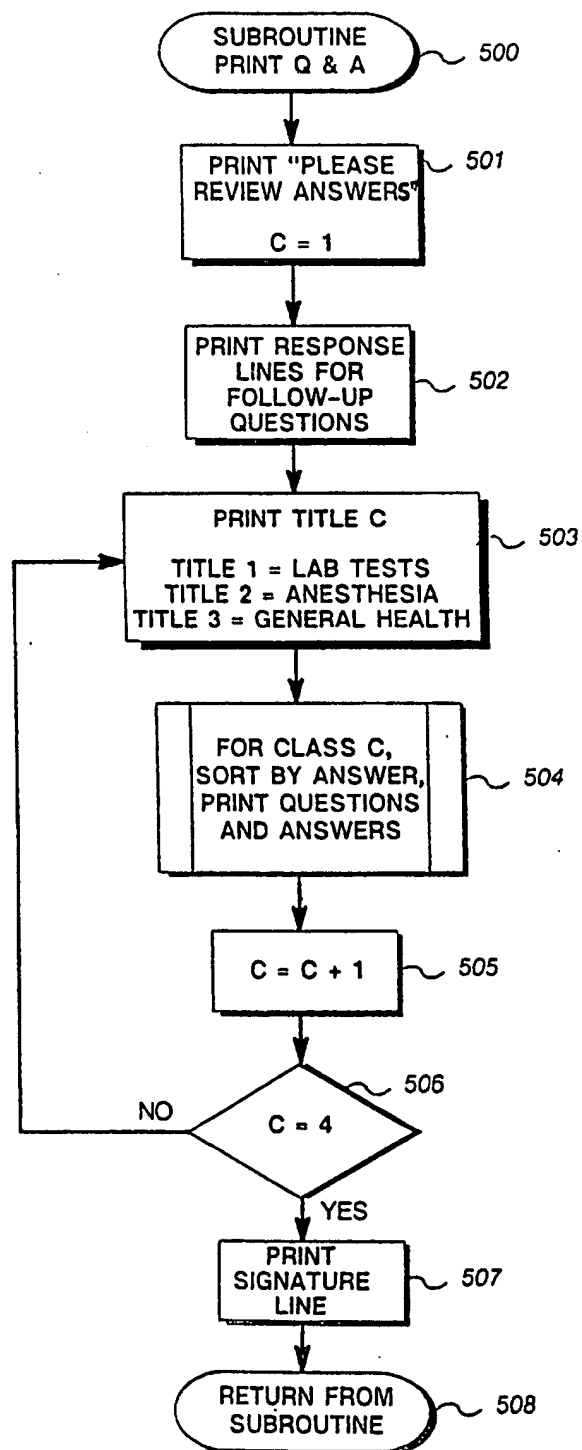 SUBROUTINE
PRINT Q & A
500
PRINT "PLEASE
REVIEW ANSWERS"
C = 1
501
PRINT RESPONSE
LINES FOR
FOLLOW-UP
QUESTIONS
502
PRINT TITLE C
TITLE 1 = LAB TESTS
TITLE 2 = ANESTHESIA
TITLE 3 = GENERAL HEALTH
503
FOR CLASS C,
SORT BY ANSWER,
PRINT QUESTIONS
AND ANSWERS
504
C = C + 1
505
C = 4
506
NO
YES
PRINT
SIGNATURE
LINE
507
RETURN FROM
SUBROUTINE
508